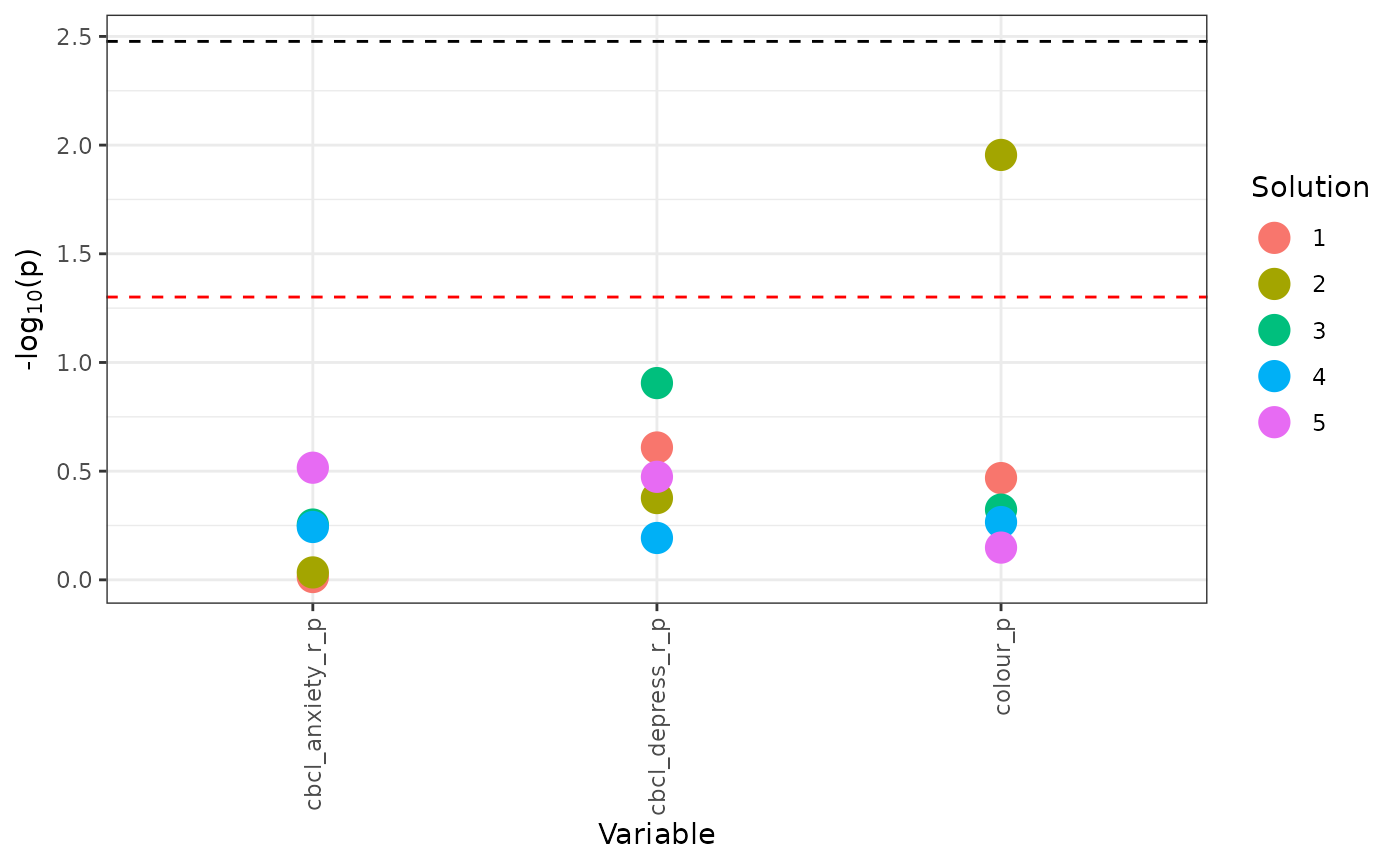 2.5
2.0
1.5
1.0
0.5
0.0
-log10(p)
cbcl_anxiety_r_p
cbcl_depress_r_p
colour_p
Variable
Solution
1
2
3
4
5